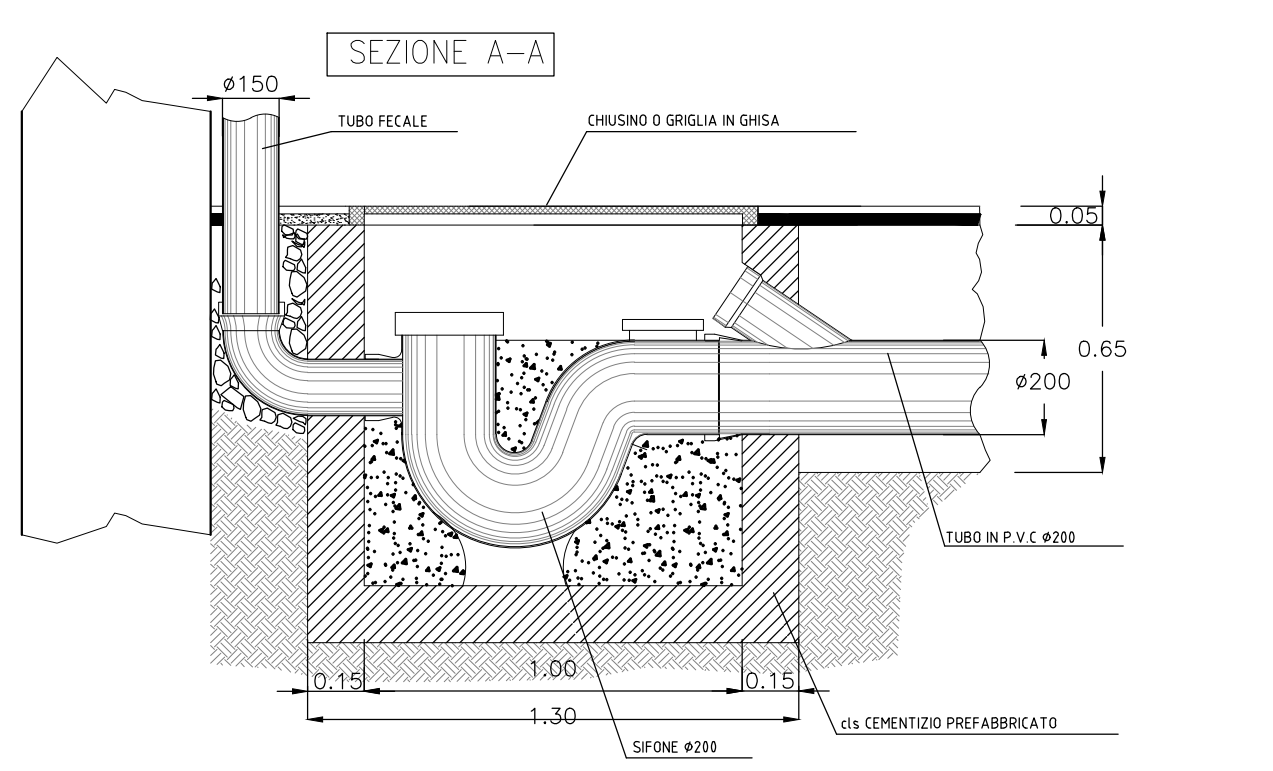 SEZIONE A-A
Ø150
TUBO FECALE
CHIUSINO O GRIGLIA IN GHISA
0.05
0.65
Ø200
TUBO IN P.V.C Ø200
1.00
0.15
0.15
1.30
cls CEMENTIZIO PREFABBRICATO
SIFONE Ø200